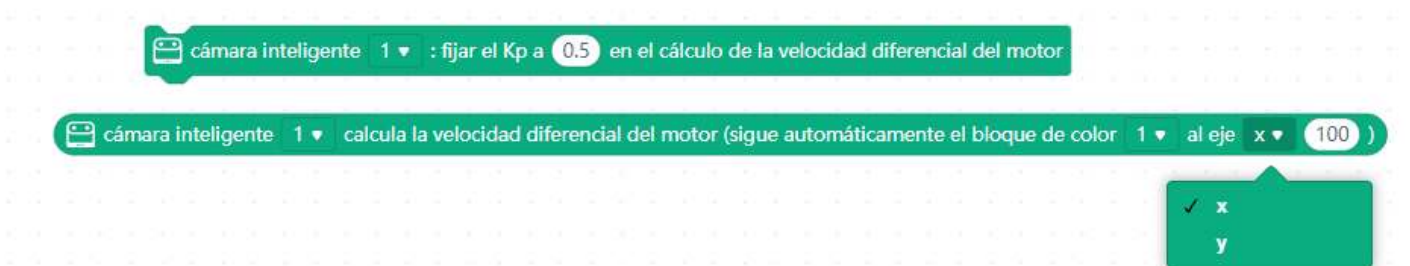 cámara inteligente 1 : fijar el Kp a 0.5 en el cálculo de la velocidad diferencial del motor
cámara inteligente 1 calcula la velocidad diferencial del motor (sigue automáticamente el bloque de color 1 al eje x 100 )
x
y